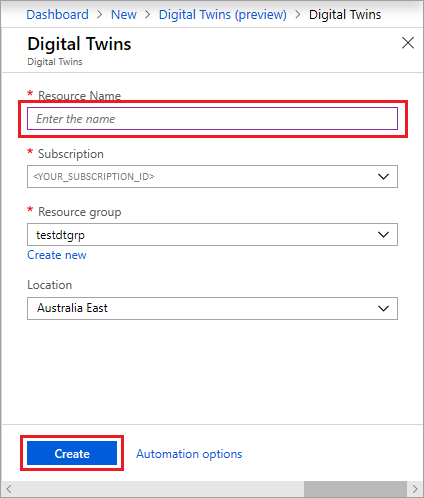 Dashboard > New > Digital Twins (preview) > Digital Twins
Digital Twins
Digital Twins
* Resource Name
Enter the name
* Subscription
<YOUR_SUBSCRIPTION_ID>
* Resource group
testdtgrp
Create new
Location
Australia East
Create Automation options